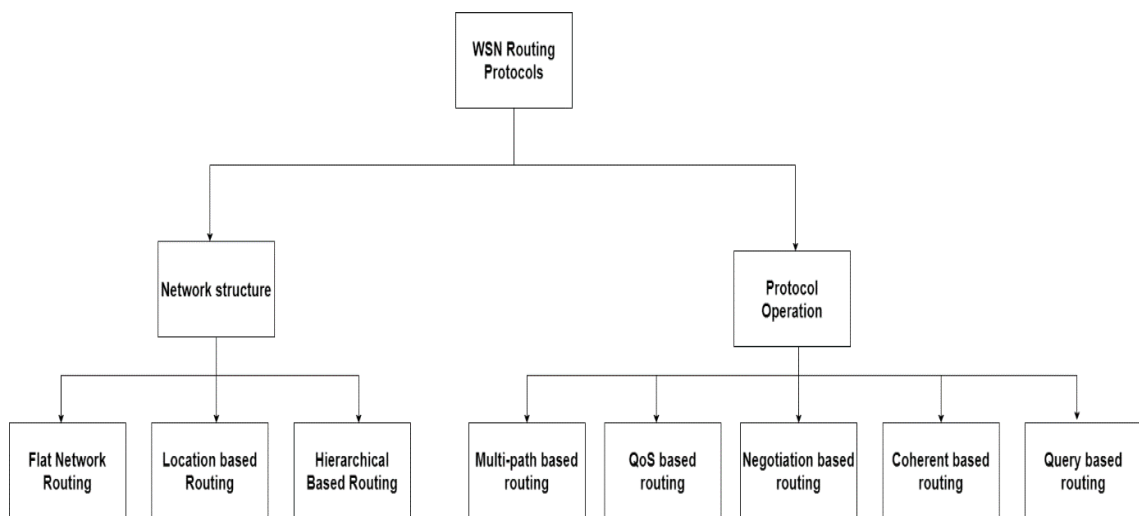 WSN Routing
Protocols
Network structure
Protocol
Operation
Flat Network
Routing
Location based
Routing
Hierarchical
Based Routing
Multi-path based
routing
QoS based
routing
Negotiation based
routing
Coherent based
routing
Query based
routing